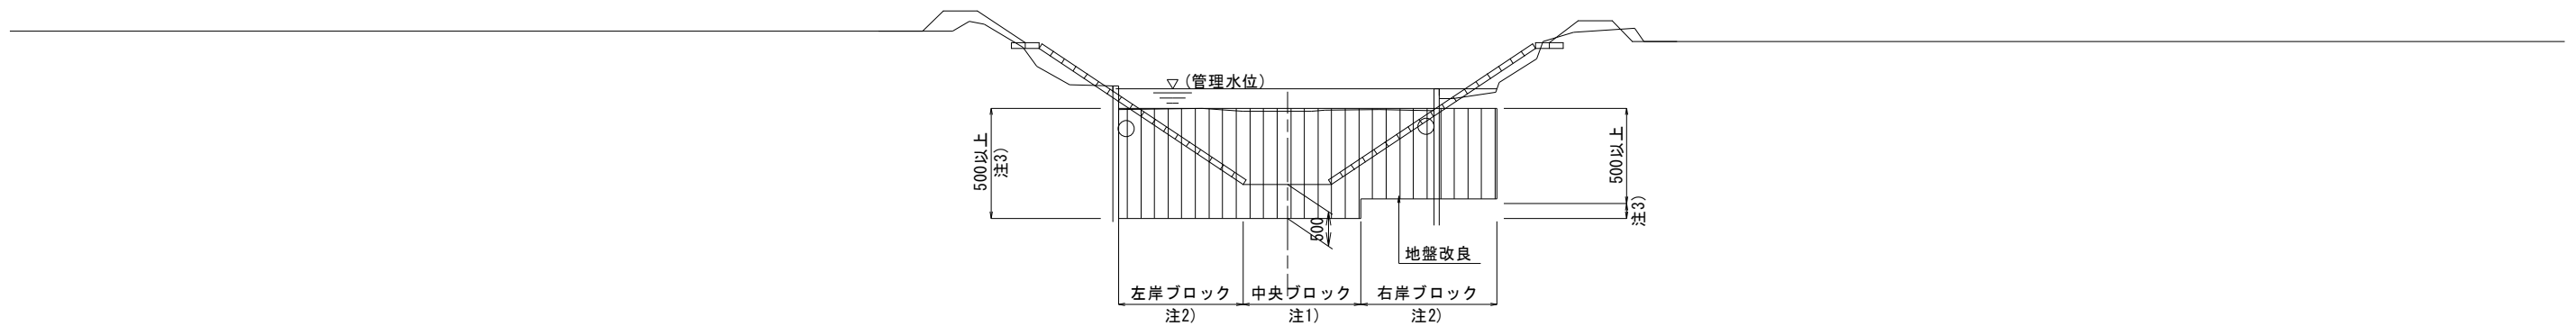 (管理水位)
500以上
注3)
500以上
注3)
500
地盤改良
左岸ブロック
中央ブロック
右岸ブロック
注2)
注1)
注2)